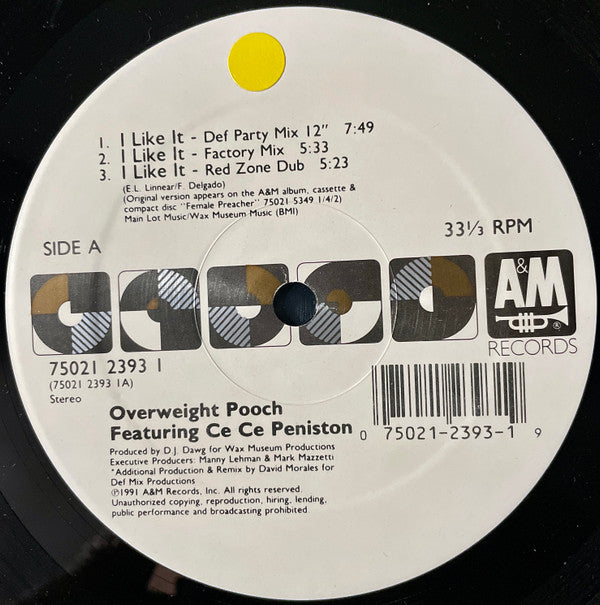 1. I Like It - Def Party Mix 12" 7:49
2. I Like It - Factory Mix 5:33
3. I Like It - Red Zone Dub 5:23
(E.L. Linnear/F. Delgado)
(Original version appears on the A&M album, cassette &
compact disc "Female Preacher" 75021 5349 1/4/2)
Main Lot Music/Wax Museum Music (BMI)
SIDE A
33⅓ RPM
A&M
®
RECORDS
75021 2393 1
(75021 2393 1A)
Stereo
Overweight Pooch
Featuring Ce Ce Peniston
0 75021-2393-1 9
Produced by D.J. Dawg for Wax Museum Productions
Executive Producers: Manny Lehman & Mark Mazzetti
*Additional Production & Remix by David Morales for
Def Mix Productions
℗1991 A&M Records, Inc. All rights reserved.
Unauthorized copying, reproduction, hiring, lending,
public performance and broadcasting prohibited.